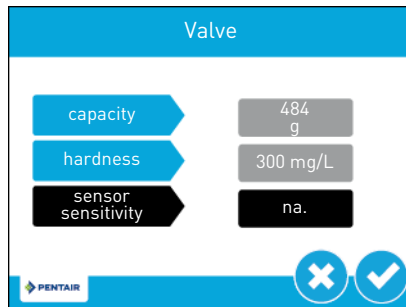 Valve
capacity
484
g
hardness
300 mg/L
sensor
sensitivity
na.
PENTAIR